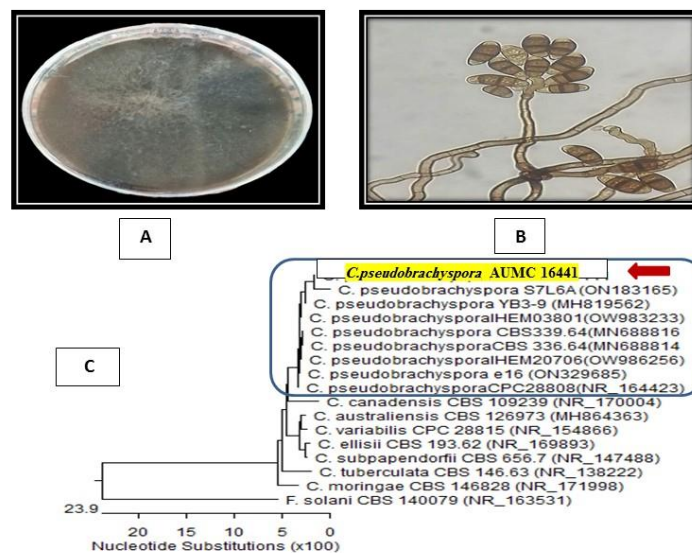 A
B
C
C.pseudobrachyspora AUMC 16441
C. pseudobrachyspora S7L6A (ON183165)
C. pseudobrachyspora YB3-9 (MH819562)
C. pseudobrachysporaIHEM03801(OW983233)
C. pseudobrachyspora CBS339.64(MN688816
C. pseudobrachysporaCBS 336.64(MN688814
C. pseudobrachysporaIHEM20706(OW986256)
C. pseudobrachyspora e16 (ON329685)
C. pseudobrachysporaCPC28808(NR_164423)
C. canadensis CBS 109239 (NR_170004)
C. australiensis CBS 126973 (MH864363)
C. variabilis CPC 28815 (NR_154866)
C. ellisii CBS 193.62 (NR_169893)
C. subpapendorfii CBS 656.7 (NR_147488)
C. tuberculata CBS 146.63 (NR_138222)
C. moringae CBS 146828 (NR_171998)
F. solani CBS 140079 (NR_163531)
23.9
20 15 10 5 0
Nucleotide Substitutions (x100)